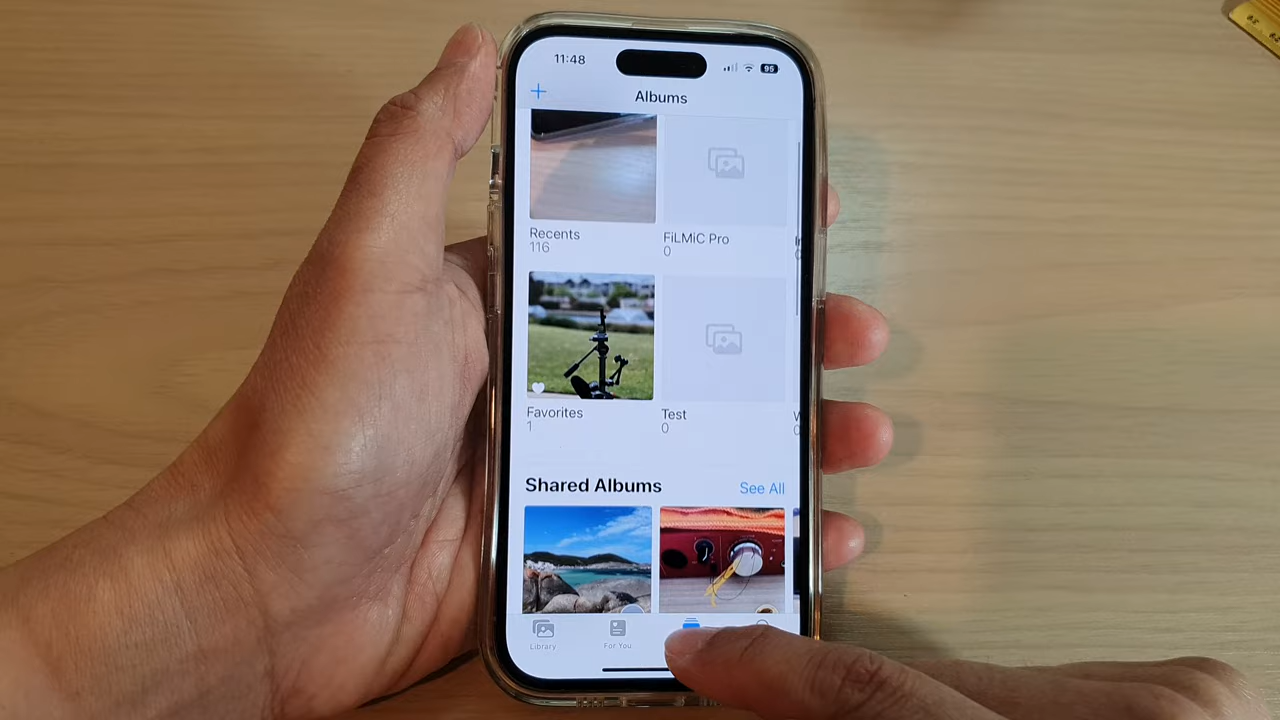 11:48
95
Albums
Recents
116
FiLMiC Pro
0
Favorites
1
Test
0
Shared Albums
See All
Library
For You